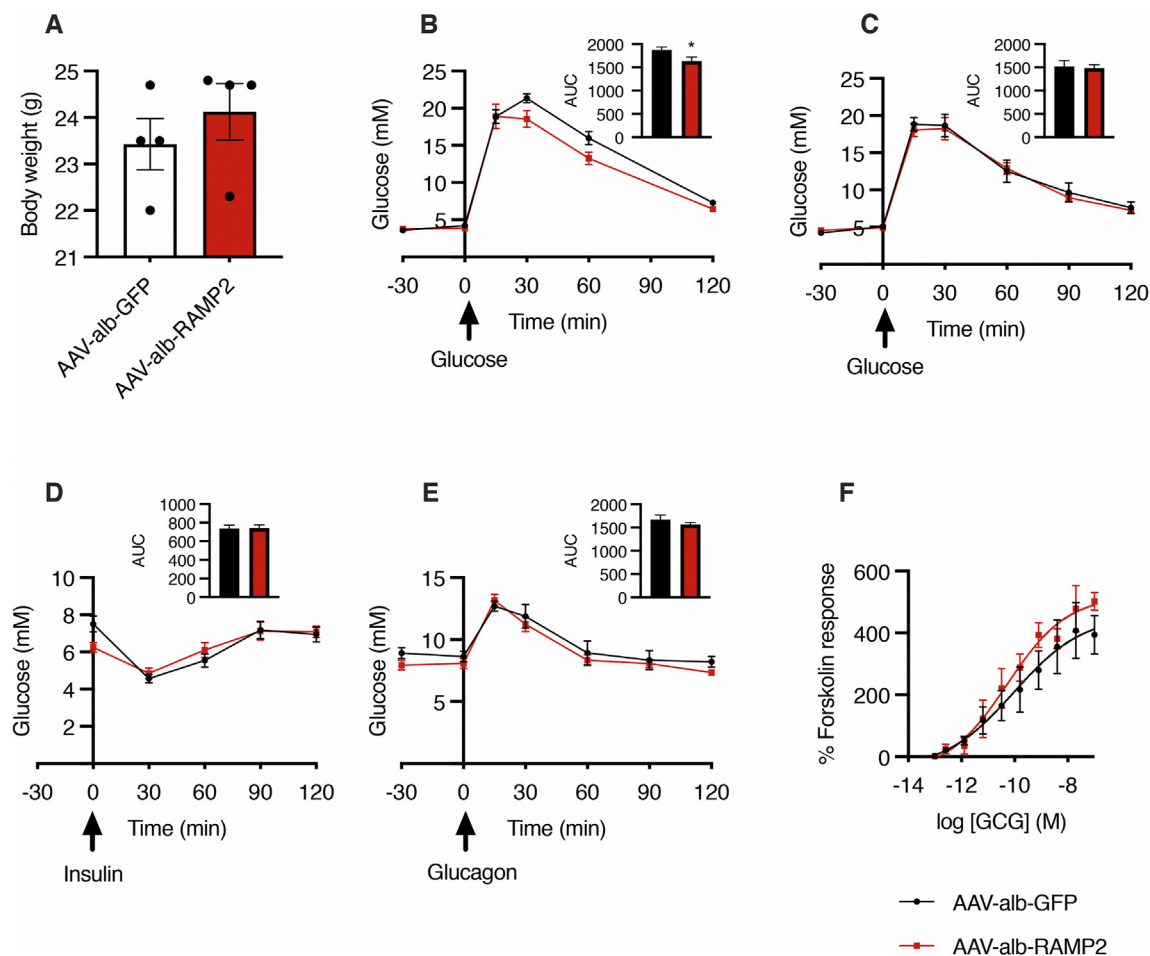 A
Body weight (g)
25
24
23
22
21
AAV-alb-GFP
AAV-alb-RAMP2
B
Glucose (mM)
25
20
15
10
5
-30 0 30 60 90 120
Time (min)
Glucose
AUC
2000
1500
1000
500
0
*
C
Glucose (mM)
25
20
15
10
5
-30 0 30 60 90 120
Time (min)
Glucose
AUC
2000
1500
1000
500
0
D
Glucose (mM)
10
8
6
4
2
-30 0 30 60 90 120
Time (min)
Insulin
AUC
1000
800
600
400
200
0
E
Glucose (mM)
15
10
5
-30 0 30 60 90 120
Time (min)
Glucagon
AUC
2000
1500
1000
500
0
F
% Forskolin response
600
400
200
0
-14 -12 -10 -8
log [GCG] (M)
AAV-alb-GFP
AAV-alb-RAMP2